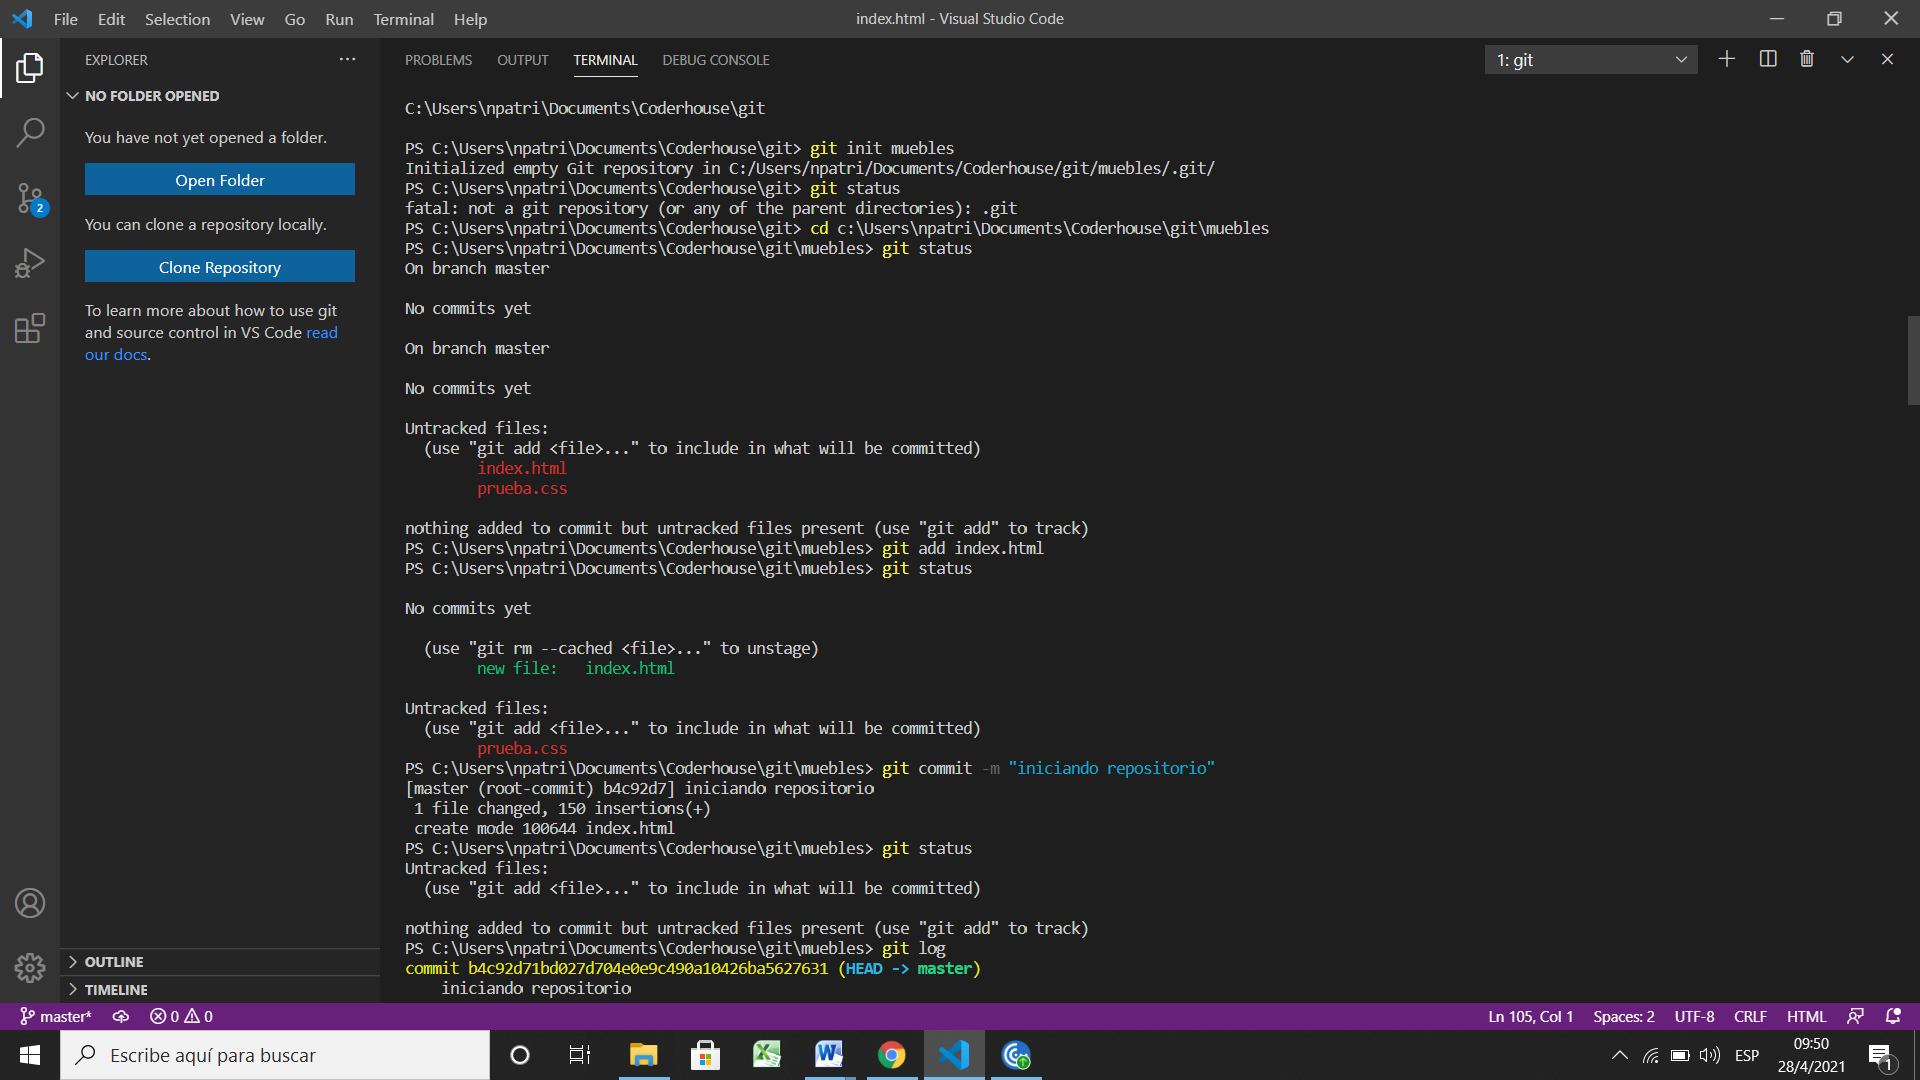 File Edit Selection View Go Run Terminal Help
index.html - Visual Studio Code
EXPLORER
NO FOLDER OPENED
You have not yet opened a folder.
Open Folder
You can clone a repository locally.
Clone Repository
To learn more about how to use git
and source control in VS Code read
our docs.
OUTLINE
TIMELINE
PROBLEMS OUTPUT TERMINAL DEBUG CONSOLE
1: git
C:\Users\npatri\Documents\Coderhouse\git
PS C:\Users\npatri\Documents\Coderhouse\git> git init muebles
Initialized empty Git repository in C:/Users/npatri/Documents/Coderhouse/git/muebles/.git/
PS C:\Users\npatri\Documents\Coderhouse\git> git status
fatal: not a git repository (or any of the parent directories): .git
PS C:\Users\npatri\Documents\Coderhouse\git> cd c:\Users\npatri\Documents\Coderhouse\git\muebles
PS C:\Users\npatri\Documents\Coderhouse\git\muebles> git status
On branch master
No commits yet
On branch master
No commits yet
Untracked files:
(use "git add <file>..." to include in what will be committed)
index.html
prueba.css
nothing added to commit but untracked files present (use "git add" to track)
PS C:\Users\npatri\Documents\Coderhouse\git\muebles> git add index.html
PS C:\Users\npatri\Documents\Coderhouse\git\muebles> git status
No commits yet
(use "git rm --cached <file>..." to unstage)
new file:   index.html
Untracked files:
(use "git add <file>..." to include in what will be committed)
prueba.css
PS C:\Users\npatri\Documents\Coderhouse\git\muebles> git commit -m "iniciando repositorio"
[master (root-commit) b4c92d7] iniciando repositorio
1 file changed, 150 insertions(+)
create mode 100644 index.html
PS C:\Users\npatri\Documents\Coderhouse\git\muebles> git status
Untracked files:
(use "git add <file>..." to include in what will be committed)
nothing added to commit but untracked files present (use "git add" to track)
PS C:\Users\npatri\Documents\Coderhouse\git\muebles> git log
commit b4c92d71bd027d704e0e9c490a10426ba5627631 (HEAD -> master)
iniciando repositorio
2
master* 0 0
Ln 105, Col 1 Spaces: 2 UTF-8 CRLF HTML
Escribe aquí para buscar
ESP
09:50
28/4/2021
1